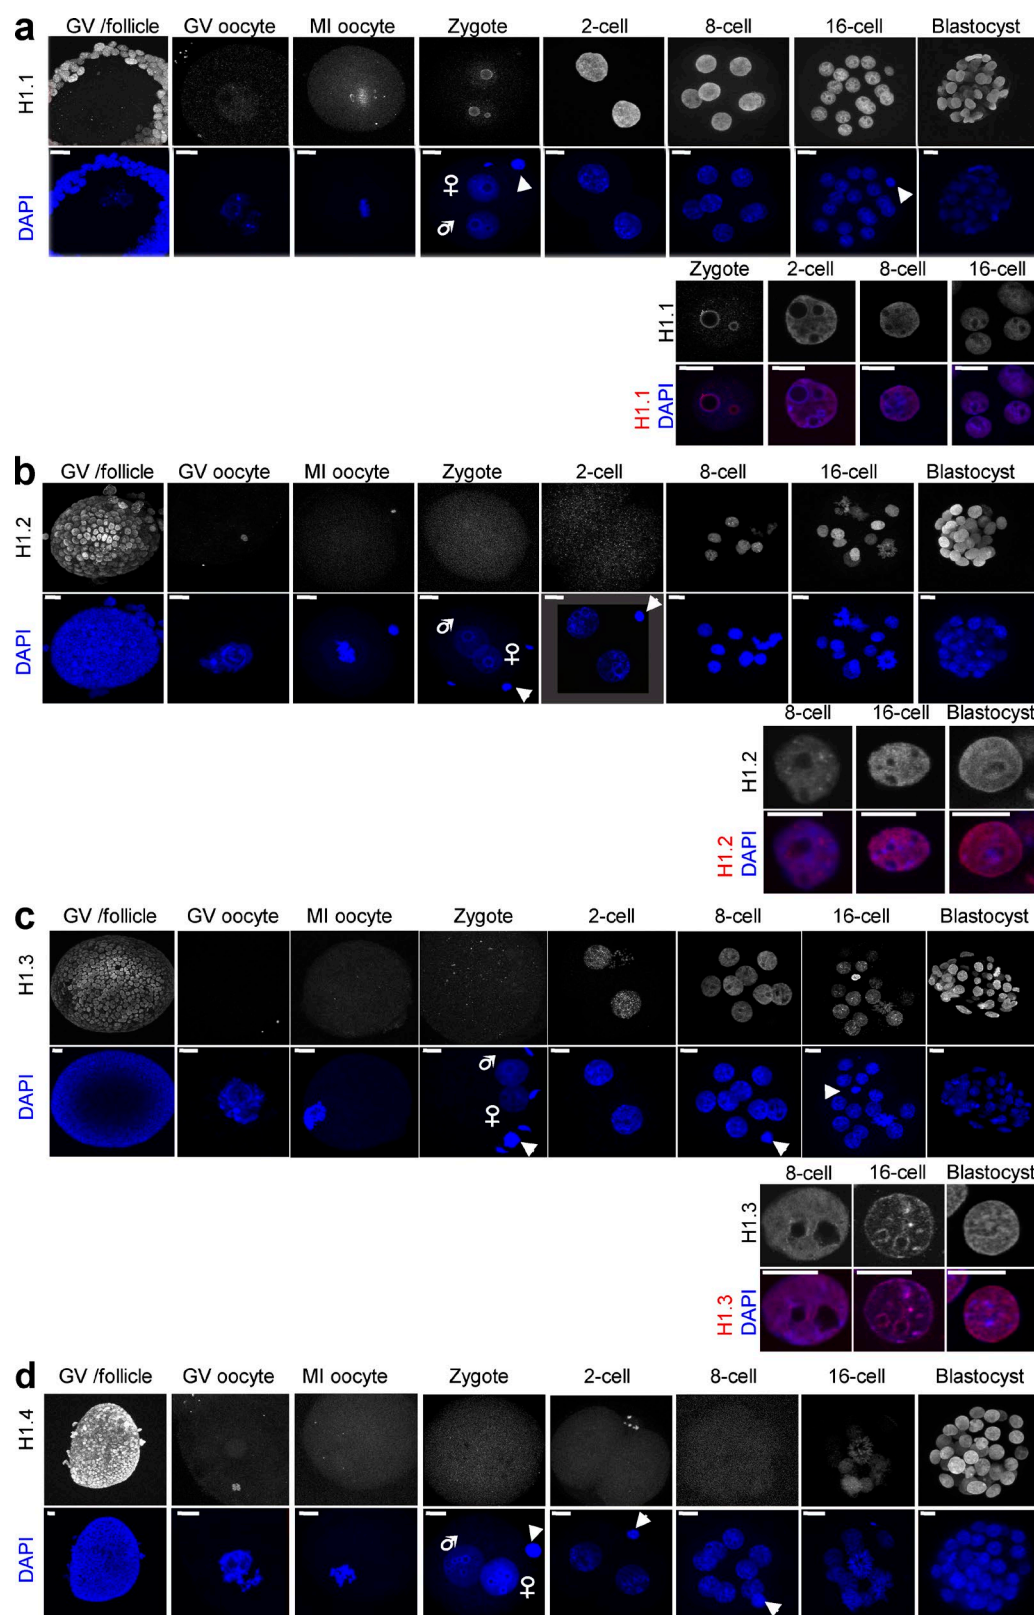 a
GV /follicle GV oocyte MI oocyte Zygote 2-cell 8-cell 16-cell Blastocyst
H1.1
DAPI
♀
♂
Zygote 2-cell 8-cell 16-cell
H1.1
H1.1
DAPI
b
GV /follicle GV oocyte MI oocyte Zygote 2-cell 8-cell 16-cell Blastocyst
H1.2
DAPI
♂
♀
8-cell 16-cell Blastocyst
H1.2
H1.2
DAPI
c
GV /follicle GV oocyte MI oocyte Zygote 2-cell 8-cell 16-cell Blastocyst
H1.3
DAPI
♂
♀
8-cell 16-cell Blastocyst
H1.3
H1.3
DAPI
d
GV /follicle GV oocyte MI oocyte Zygote 2-cell 8-cell 16-cell Blastocyst
H1.4
DAPI
♂
♀